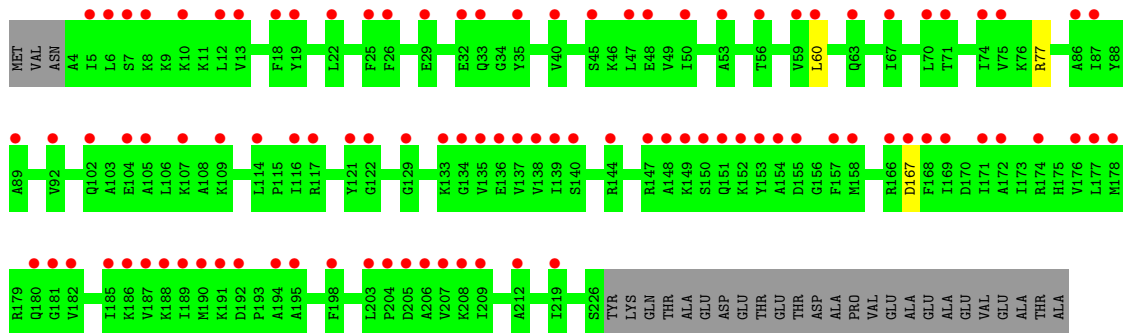 MET VAL ASN A4 I5 L6 S7 K8 K9 K10 K11 L12 V13 F18 Y19 L22 F25 F26 E29 E32 Q33 G34 Y35 V40 S45 K46 L47 E48 V49 I50 A53 T56 V59 L60 Q63 I67 L70 T71 I74 V75 K76 R77 A86 I87 Y88
A89 V92 Q102 A103 E104 A105 L106 K107 A108 K109 L114 P115 I116 R117 Y121 G122 G129 K133 G134 V135 E136 V137 V138 I139 S140 R144 R147 A148 K149 S150 Q151 K152 Y153 A154 D155 G156 F157 M158 R166 D167 F168 I169 D170 I171 A172 I173 R174 H175 V176 L177 M178
R179 Q180 G181 V182 I185 K186 V187 K188 I189 M190 K191 D192 P193 A194 A195 F198 L203 P204 D205 A206 V207 K208 I209 A212 I219 S226 TYR LYS GLN THR ALA GLU ASP GLU THR GLU THR ASP ALA PRO VAL GLU ALA GLU ALA GLU VAL GLU ALA THR ALA